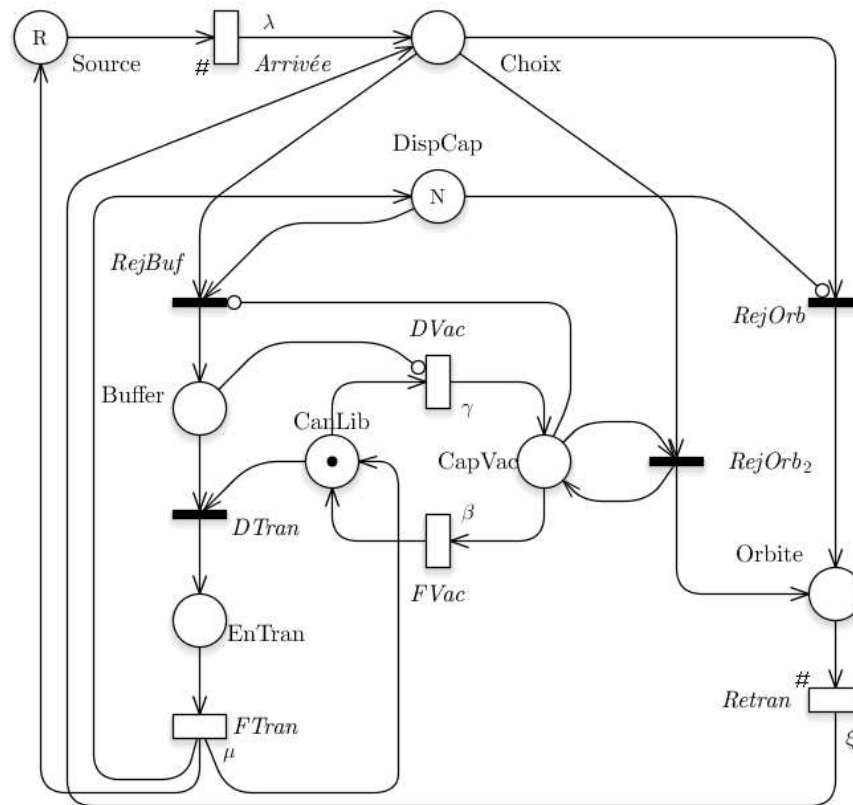 R
λ
Source
#
Arrivée
Choix
DispCap
N
RejBuf
RejOrb
DVac
Buffer
γ
CanLib
CapVac
RejOrb₂
β
DTran
FVac
Orbite
EnTran
#
Retran
FTran
μ
ξ